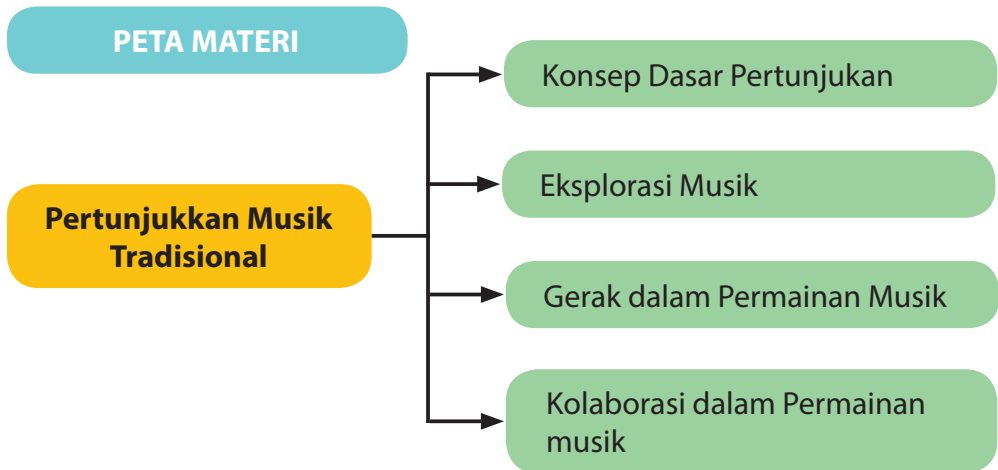 PETA MATERI
Konsep Dasar Pertunjukan
Eksplorasi Musik
Pertunjukkan Musik
Tradisional
Gerak dalam Permainan Musik
Kolaborasi dalam Permainan
musik